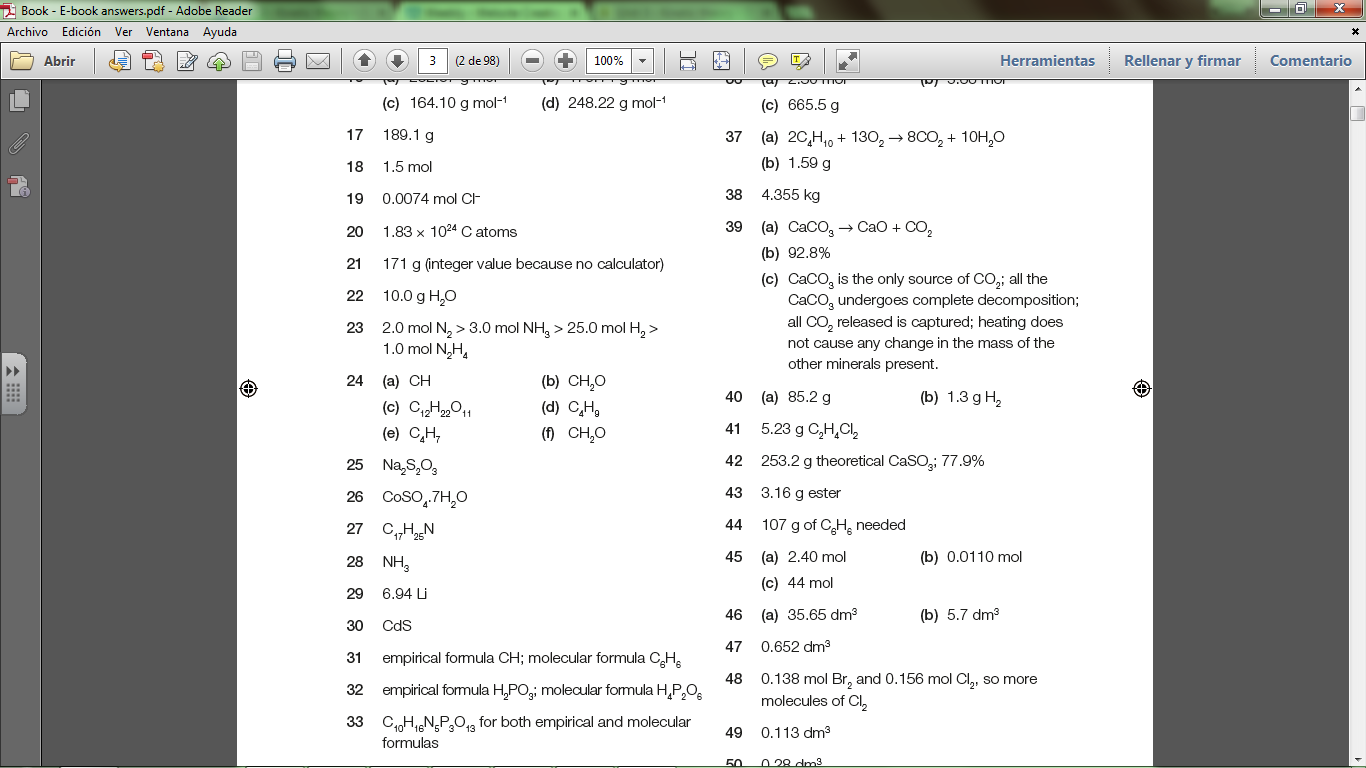 Book - E-book answers.pdf - Adobe Reader
Archivo Edición Ver Ventana Ayuda
Abrir 3 (2 de 98) 100% Herramientas Rellenar y firmar Comentario
(c) 164.10 g mol⁻¹ (d) 248.22 g mol⁻¹
17 189.1 g
18 1.5 mol
19 0.0074 mol Cl⁻
20 1.83 × 10²⁴ C atoms
21 171 g (integer value because no calculator)
22 10.0 g H₂O
23 2.0 mol N₂ > 3.0 mol NH₃ > 25.0 mol H₂ >
1.0 mol N₂H₄
24 (a) CH (b) CH₂O
(c) C₁₂H₂₂O₁₁ (d) C₄H₉
(e) C₄H₇ (f) CH₂O
25 Na₂S₂O₃
26 CoSO₄.7H₂O
27 C₁₇H₂₅N
28 NH₃
29 6.94 Li
30 CdS
31 empirical formula CH; molecular formula C₆H₆
32 empirical formula H₂PO₃; molecular formula H₄P₂O₆
33 C₁₀H₁₆N₅P₃O₁₃ for both empirical and molecular
formulas
(c) 665.5 g
37 (a) 2C₄H₁₀ + 13O₂ → 8CO₂ + 10H₂O
(b) 1.59 g
38 4.355 kg
39 (a) CaCO₃ → CaO + CO₂
(b) 92.8%
(c) CaCO₃ is the only source of CO₂; all the
CaCO₃ undergoes complete decomposition;
all CO₂ released is captured; heating does
not cause any change in the mass of the
other minerals present.
40 (a) 85.2 g (b) 1.3 g H₂
41 5.23 g C₂H₄Cl₂
42 253.2 g theoretical CaSO₃; 77.9%
43 3.16 g ester
44 107 g of C₆H₆ needed
45 (a) 2.40 mol (b) 0.0110 mol
(c) 44 mol
46 (a) 35.65 dm³ (b) 5.7 dm³
47 0.652 dm³
48 0.138 mol Br₂ and 0.156 mol Cl₂, so more
molecules of Cl₂
49 0.113 dm³
50 0.28 dm³